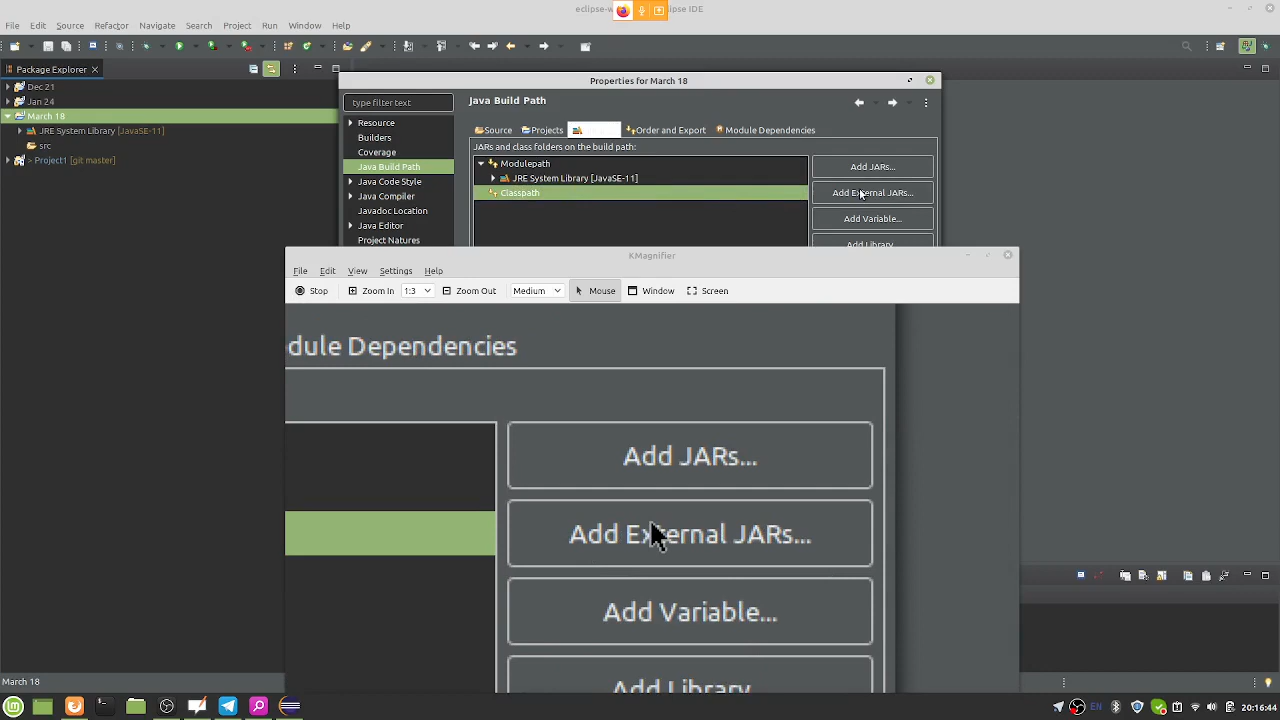 eclipse-w
ipse IDE
File Edit Source Refactor Navigate Search Project Run Window Help
Package Explorer
Dec 21
Jan 24
March 18
JRE System Library [JavaSE-11]
src
> Project1 [git master]
Properties for March 18
type filter text
Resource
Builders
Coverage
Java Build Path
Java Code Style
Java Compiler
Javadoc Location
Java Editor
Project Natures
Java Build Path
Source Projects Order and Export Module Dependencies
JARs and class folders on the build path:
Modulepath
JRE System Library [JavaSE-11]
Classpath
Add JARs...
Add External JARs...
Add Variable...
Add Library
KMagnifier
File Edit View Settings Help
Stop Zoom In 1:3 Zoom Out Medium Mouse Window Screen
dule Dependencies
Add JARs...
Add External JARs...
Add Variable...
Add Library
March 18
EN
20:16:44